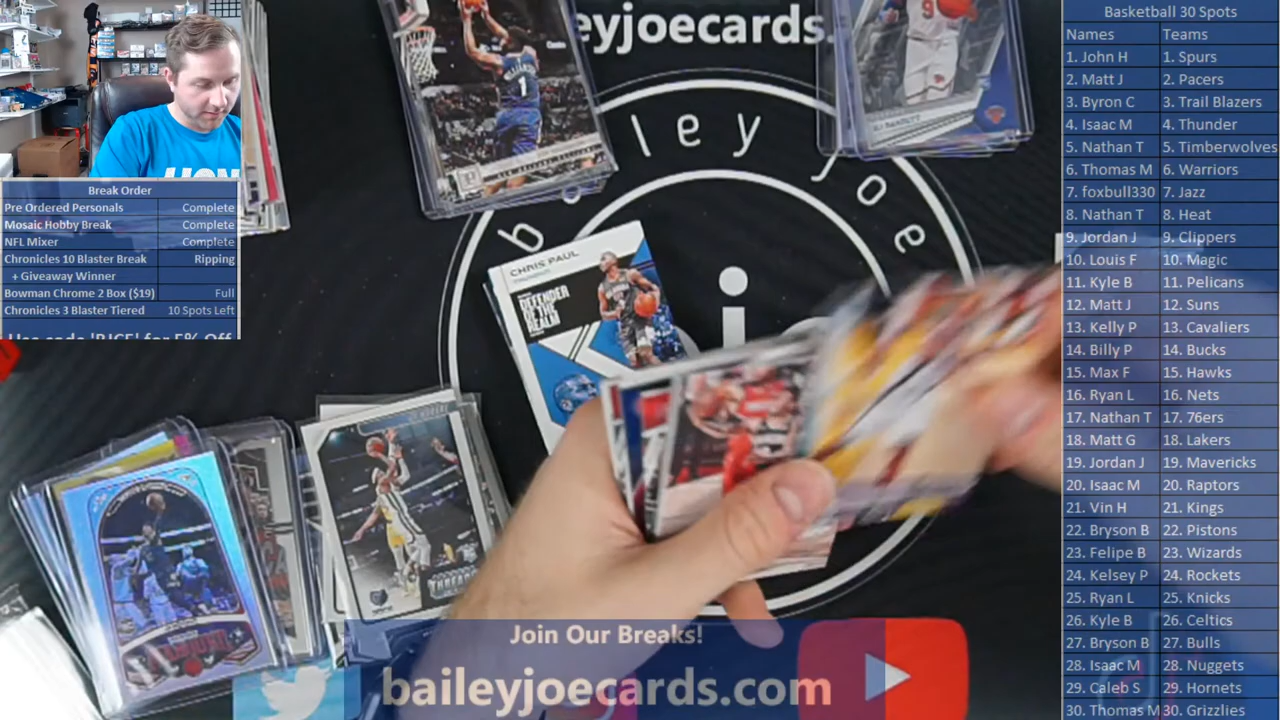 baileyjoecards.
bailey joe
Break Order
Pre Ordered Personals Complete
Mosaic Hobby Break Complete
NFL Mixer Complete
Chronicles 10 Blaster Break Ripping
+ Giveaway Winner
Bowman Chrome 2 Box ($19) Full
Chronicles 3 Blaster Tiered 10 Spots Left
CHRIS PAUL
DEFENDER
OF THE
REALM
1
9
THREADS
Join Our Breaks!
baileyjoecards.com
Basketball 30 Spots
Names Teams
1. John H 1. Spurs
2. Matt J 2. Pacers
3. Byron C 3. Trail Blazers
4. Isaac M 4. Thunder
5. Nathan T 5. Timberwolves
6. Thomas M 6. Warriors
7. foxbull330 7. Jazz
8. Nathan T 8. Heat
9. Jordan J 9. Clippers
10. Louis F 10. Magic
11. Kyle B 11. Pelicans
12. Matt J 12. Suns
13. Kelly P 13. Cavaliers
14. Billy P 14. Bucks
15. Max F 15. Hawks
16. Ryan L 16. Nets
17. Nathan T 17. 76ers
18. Matt G 18. Lakers
19. Jordan J 19. Mavericks
20. Isaac M 20. Raptors
21. Vin H 21. Kings
22. Bryson B 22. Pistons
23. Felipe B 23. Wizards
24. Kelsey P 24. Rockets
25. Ryan L 25. Knicks
26. Kyle B 26. Celtics
27. Bryson B 27. Bulls
28. Isaac M 28. Nuggets
29. Caleb S 29. Hornets
30. Thomas M 30. Grizzlies